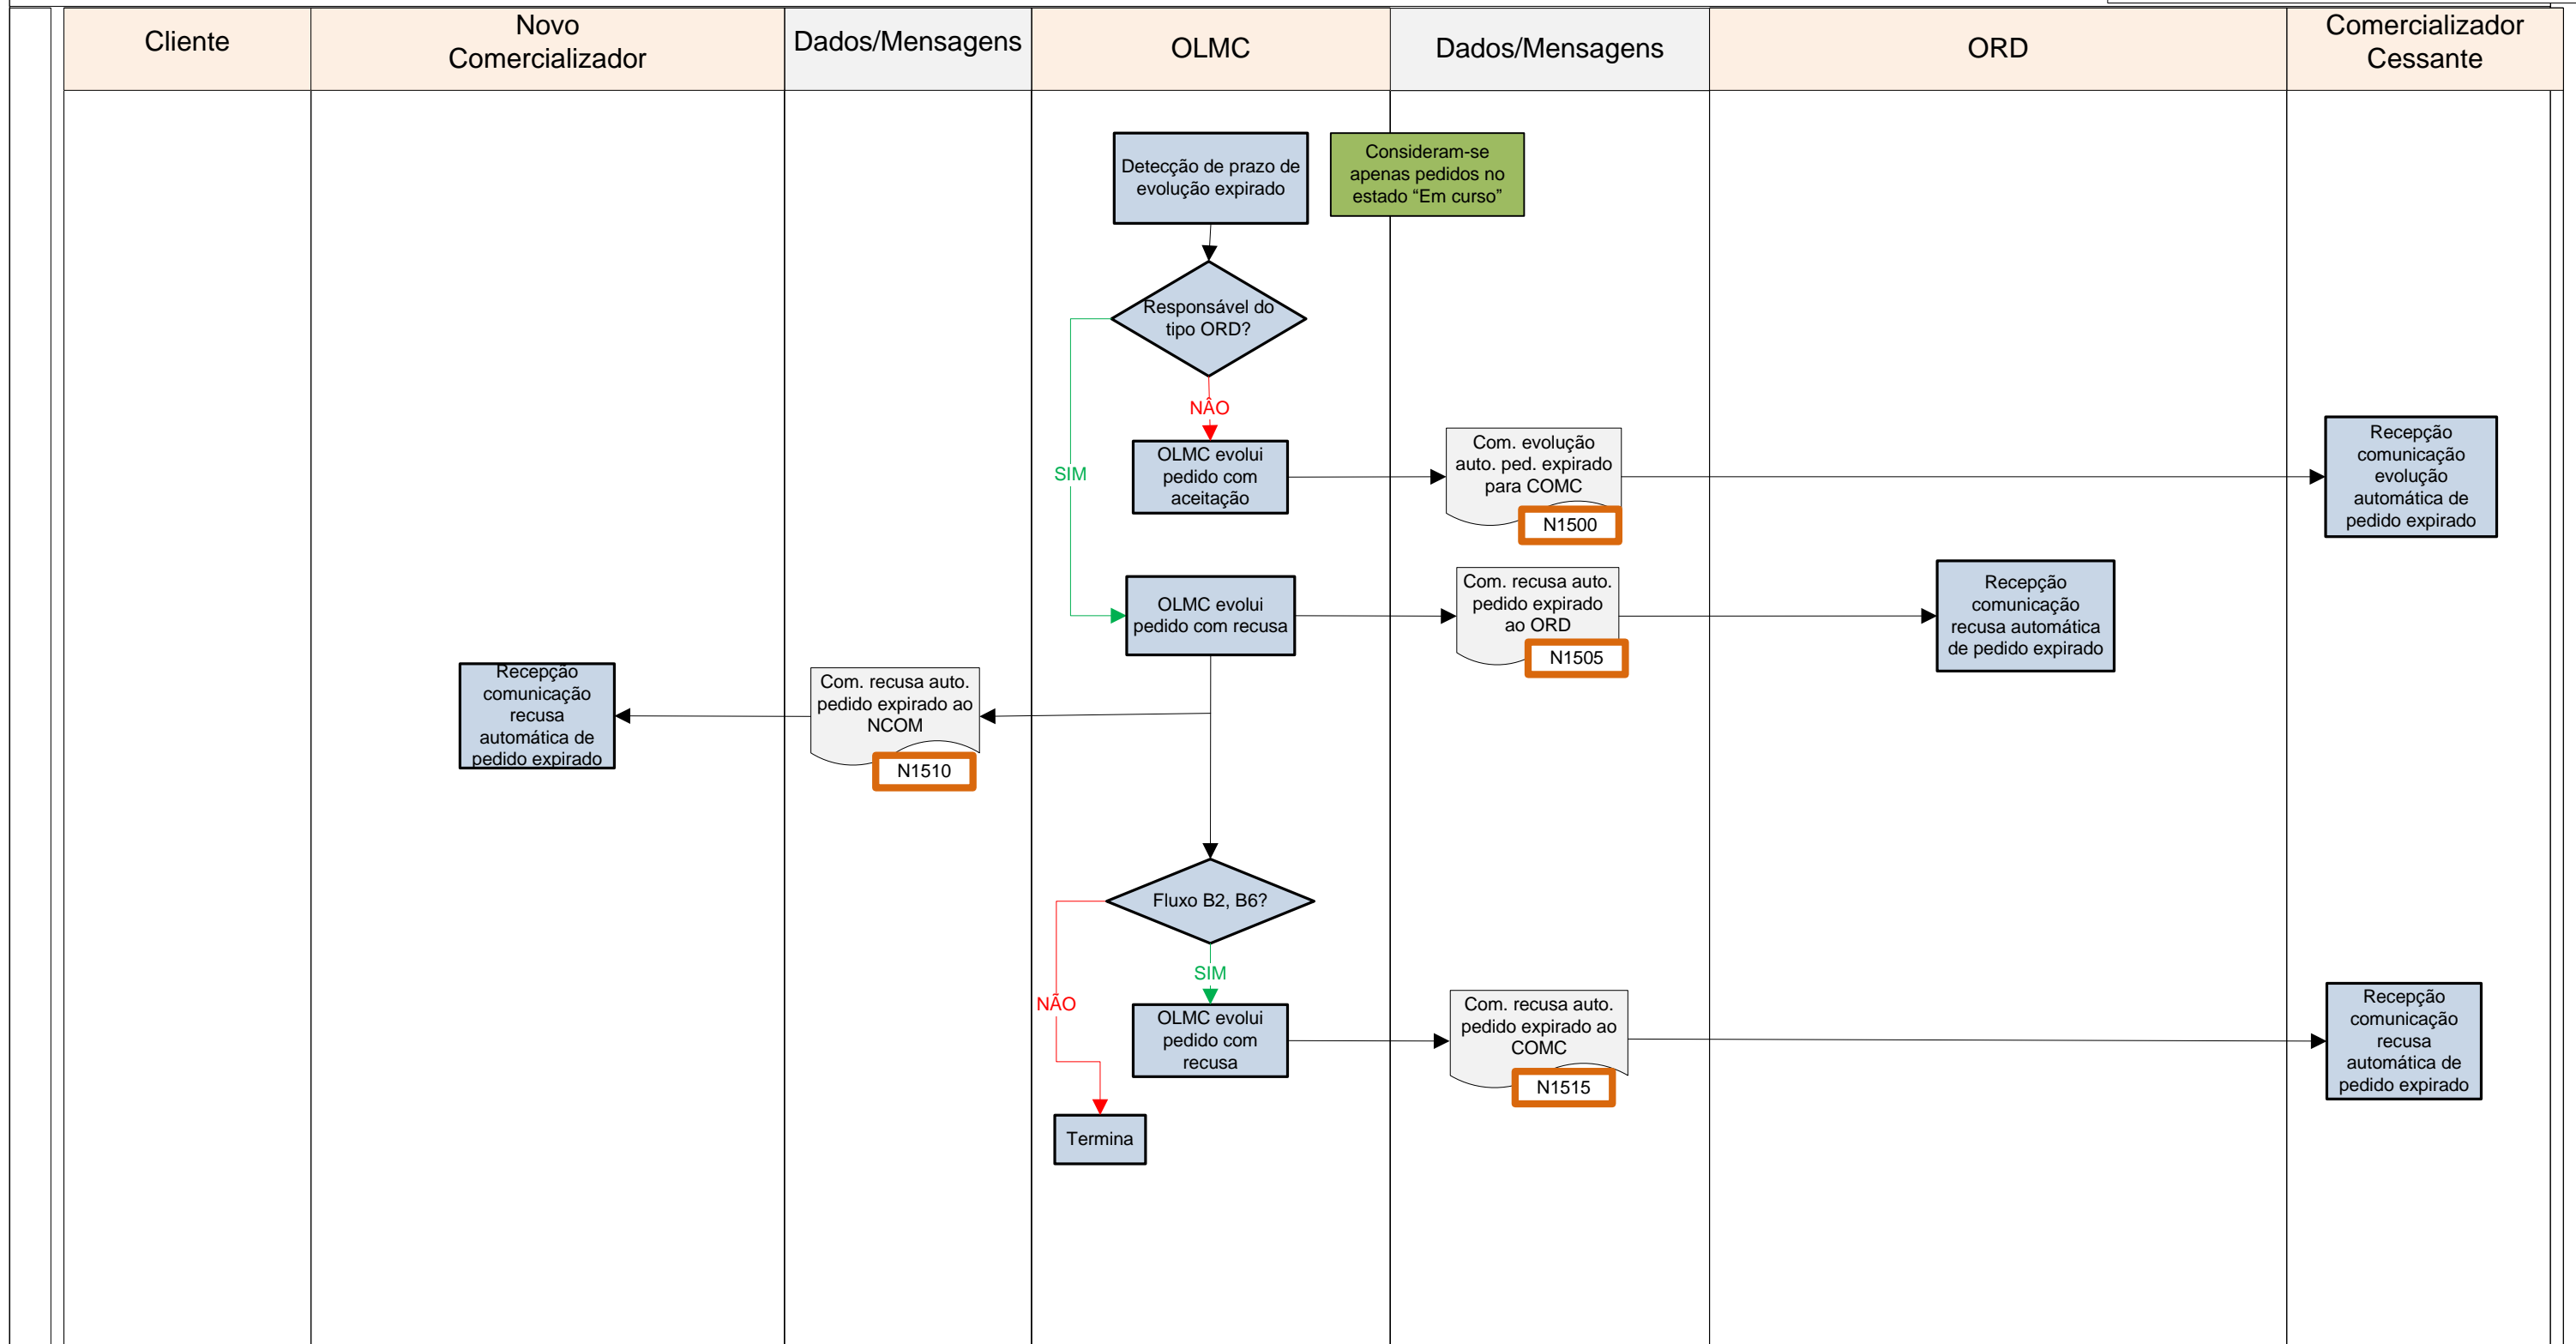 Cliente
Novo
Comercializador
Dados/Mensagens
OLMC
Dados/Mensagens
ORD
Comercializador
Cessante
Detecção de prazo de
evolução expirado
Consideram-se
apenas pedidos no
estado “Em curso”
Responsável do
tipo ORD?
NÂO
SIM
OLMC evolui
pedido com
aceitação
Com. evolução
auto. ped. expirado
para COMC
N1500
Recepção
comunicação
evolução
automática de
pedido expirado
OLMC evolui
pedido com recusa
Com. recusa auto.
pedido expirado
ao ORD
N1505
Recepção
comunicação
recusa automática
de pedido expirado
Recepção
comunicação
recusa
automática de
pedido expirado
Com. recusa auto.
pedido expirado ao
NCOM
N1510
Fluxo B2, B6?
SIM
NÃO
OLMC evolui
pedido com
recusa
Com. recusa auto.
pedido expirado ao
COMC
N1515
Recepção
comunicação
recusa
automática de
pedido expirado
Termina